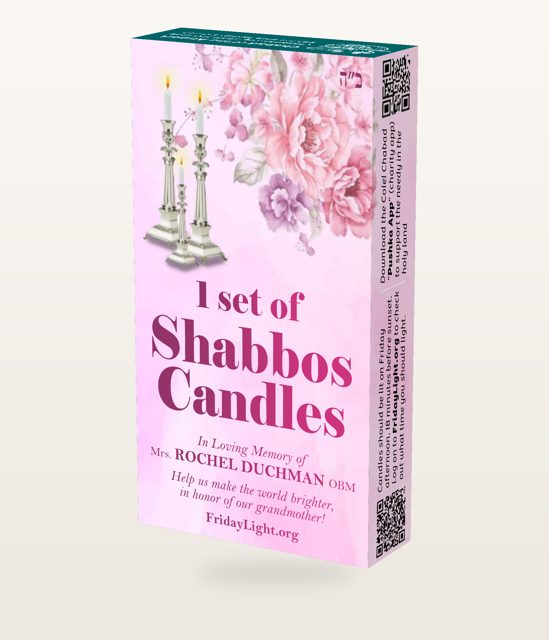 ב"ה
1 set of
Shabbos
Candles
In Loving Memory of
Mrs. ROCHEL DUCHMAN OBM
Help us make the world brighter,
in honor of our grandmother!
FridayLight.org
Download the Colel Chabad
"Pushka App" (charity app)
to support the needy in the
holy land
Candles should be lit on Friday
afternoon, 18 minutes before sunset.
Log on to FridayLight.org to check
out what time you should light.